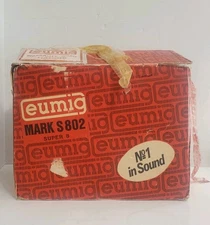 eumig
MARK S 802
SUPER 8
No1
in Sound